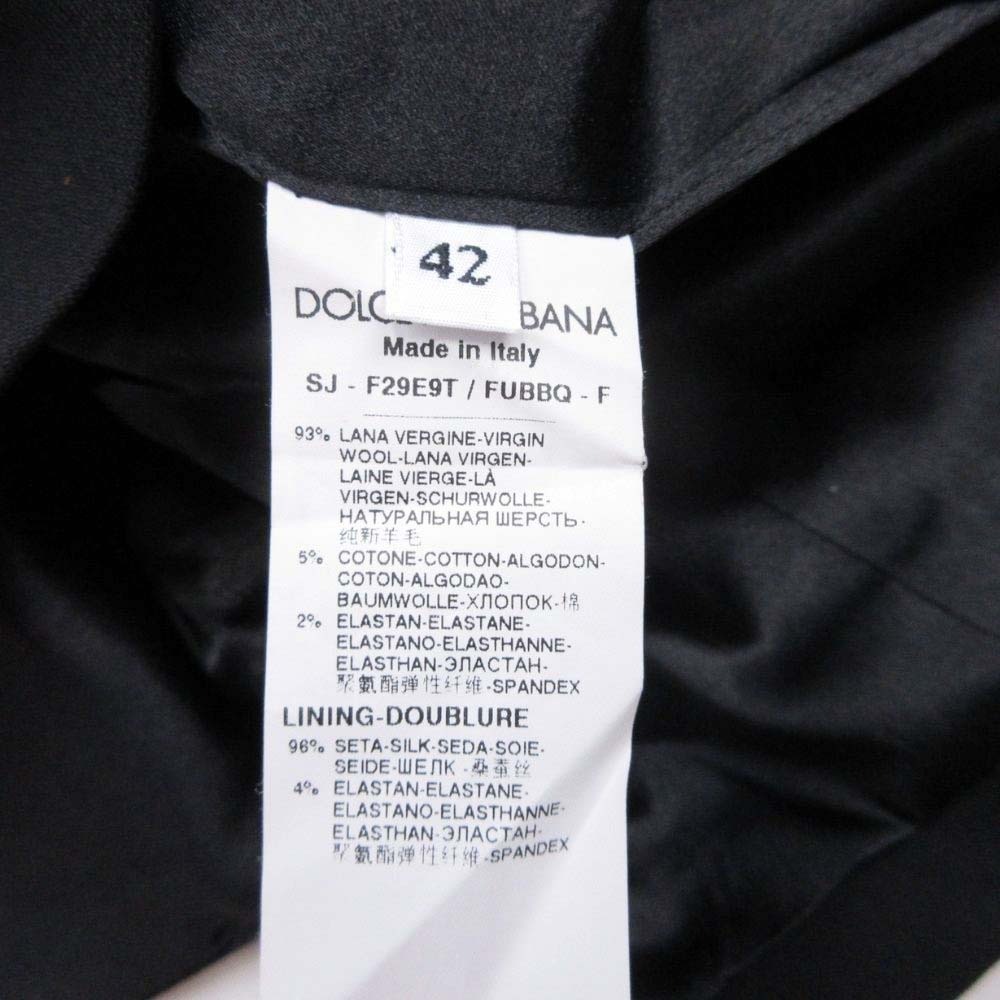 42
DOLC BANA
Made in Italy
SJ - F29E9T / FUBBQ - F
93% LANA VERGINE-VIRGIN
WOOL-LANA VIRGEN-
LAINE VIERGE-LÀ
VIRGEN-SCHURWOLLE-
НАТУРАЛЬНАЯ ШЕРСТЬ-
纯新羊毛
5% COTONE-COTTON-ALGODON-
COTON-ALGODAO-
BAUMWOLLE-ХЛОПОК-棉
2% ELASTAN-ELASTANE-
ELASTANO-ELASTHANNE-
ELASTHAN-ЭЛАСТАН-
聚氨酯弹性纤维-SPANDEX
LINING-DOUBLURE
96% SETA-SILK-SEDA-SOIE-
SEIDE-ШЕЛК-桑蚕丝
4% ELASTAN-ELASTANE-
ELASTANO-ELASTHANNE-
ELASTHAN-ЭЛАСТАН-
聚氨酯弹性纤维-SPANDEX